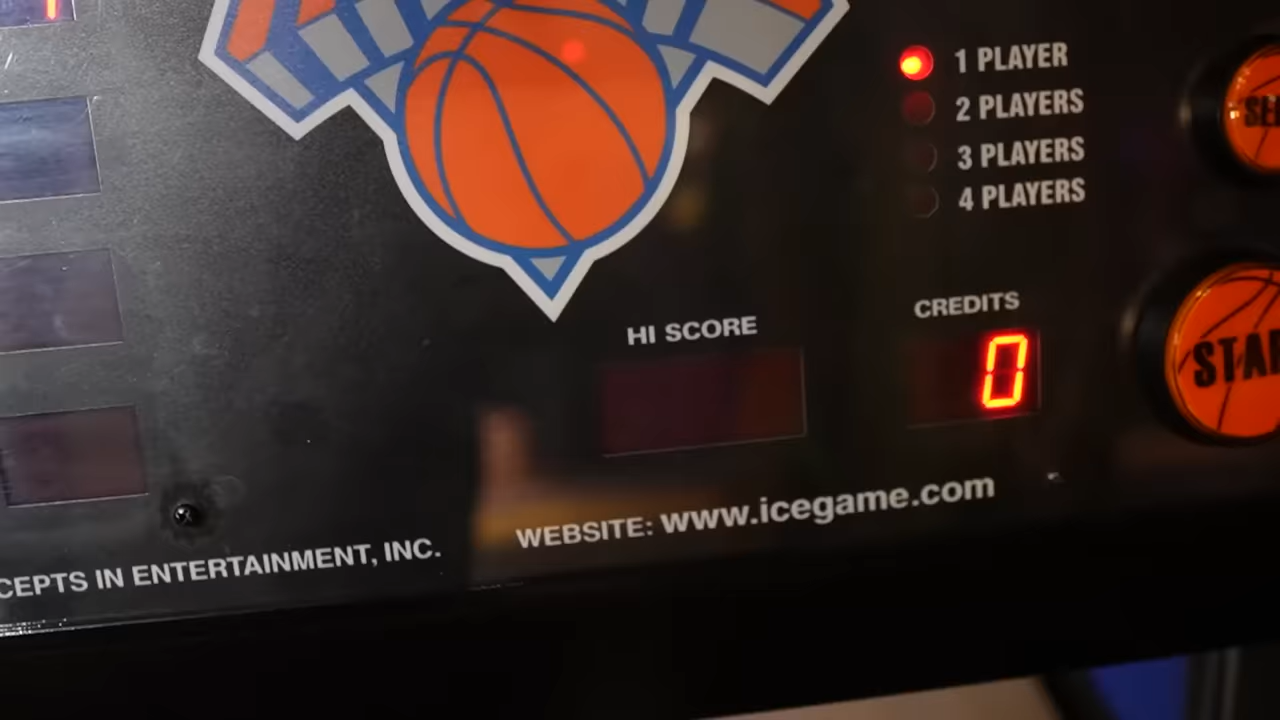 1 PLAYER
2 PLAYERS
3 PLAYERS
4 PLAYERS
HI SCORE
CREDITS
0
WEBSITE: www.icegame.com
CEPTS IN ENTERTAINMENT, INC.